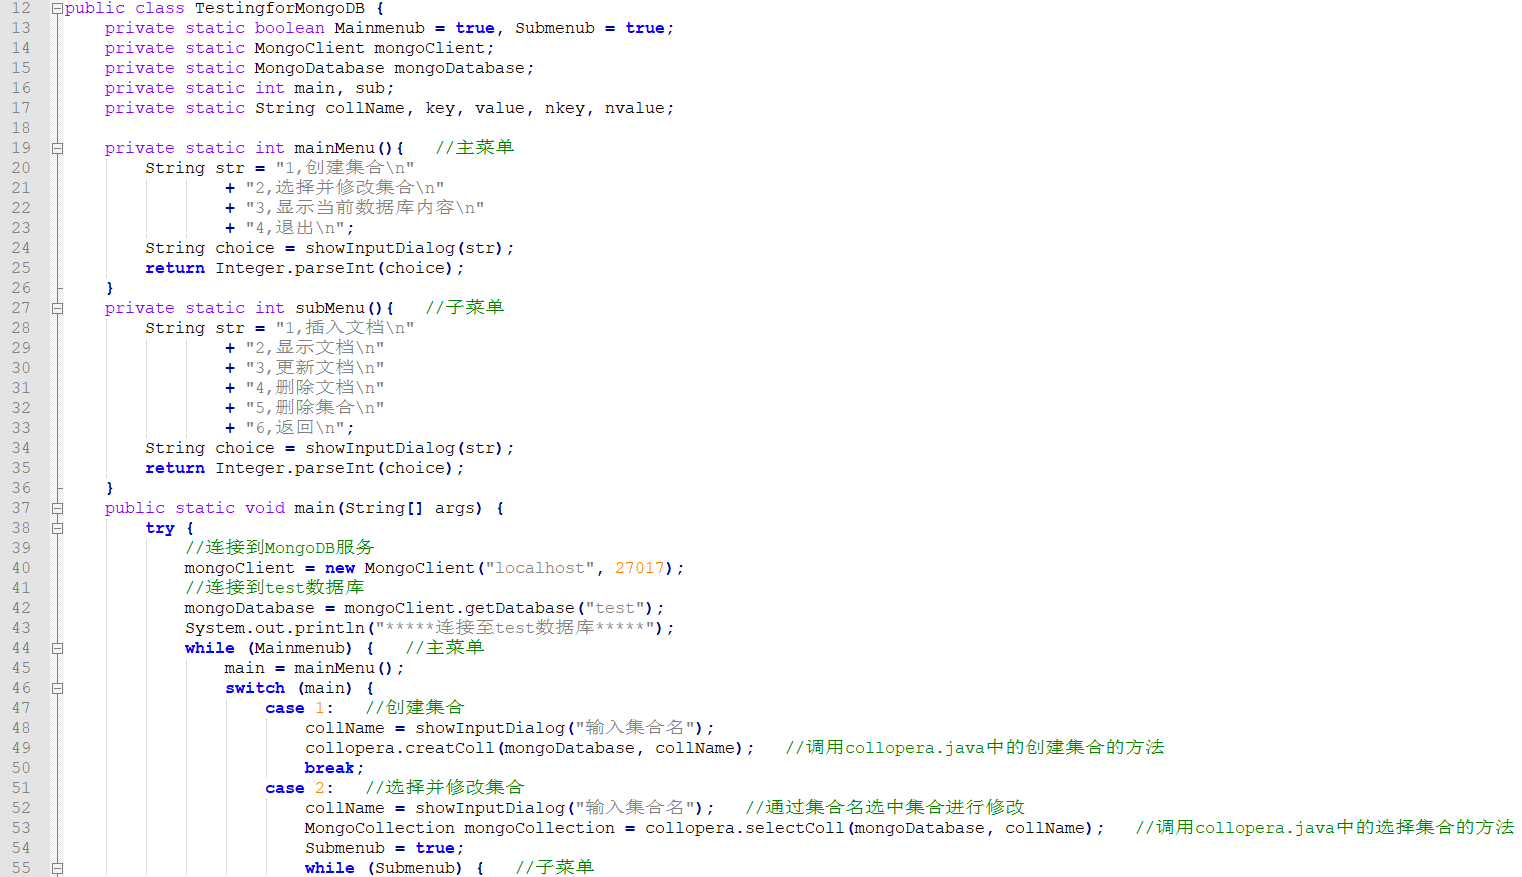 12 public class TestingforMongoDB {
13     private static boolean Mainmenub = true, Submenub = true;
14     private static MongoClient mongoClient;
15     private static MongoDatabase mongoDatabase;
16     private static int main, sub;
17     private static String collName, key, value, nkey, nvalue;
18
19     private static int mainMenu(){   //主菜单
20         String str = "1,创建集合\n"
21                 + "2,选择并修改集合\n"
22                 + "3,显示当前数据库内容\n"
23                 + "4,退出\n";
24         String choice = showInputDialog(str);
25         return Integer.parseInt(choice);
26     }
27     private static int subMenu(){   //子菜单
28         String str = "1,插入文档\n"
29                 + "2,显示文档\n"
30                 + "3,更新文档\n"
31                 + "4,删除文档\n"
32                 + "5,删除集合\n"
33                 + "6,返回\n";
34         String choice = showInputDialog(str);
35         return Integer.parseInt(choice);
36     }
37     public static void main(String[] args) {
38         try {
39             //连接到MongoDB服务
40             mongoClient = new MongoClient("localhost", 27017);
41             //连接到test数据库
42             mongoDatabase = mongoClient.getDatabase("test");
43             System.out.println("*****连接至test数据库*****");
44             while (Mainmenub) {   //主菜单
45                 main = mainMenu();
46                 switch (main) {
47                     case 1:   //创建集合
48                         collName = showInputDialog("输入集合名");
49                         collopera.creatColl(mongoDatabase, collName);   //调用collopera.java中的创建集合的方法
50                         break;
51                     case 2:   //选择并修改集合
52                         collName = showInputDialog("输入集合名");   //通过集合名选中集合进行修改
53                         MongoCollection mongoCollection = collopera.selectColl(mongoDatabase, collName);   //调用collopera.java中的选择集合的方法
54                         Submenub = true;
55                         while (Submenub) {   //子菜单